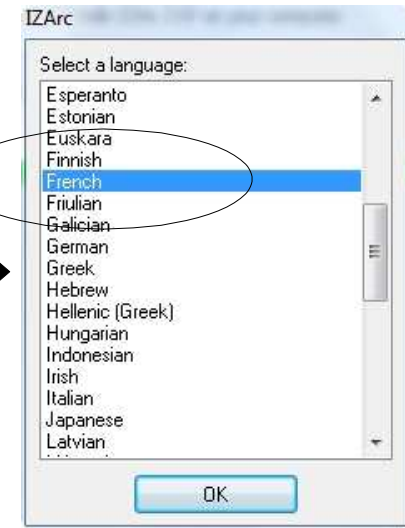 IZArc
Select a language:
Esperanto
Estonian
Euskara
Finnish
French
Friulian
Galician
German
Greek
Hebrew
Hellenic (Greek)
Hungarian
Indonesian
Irish
Italian
Japanese
Latvian
OK